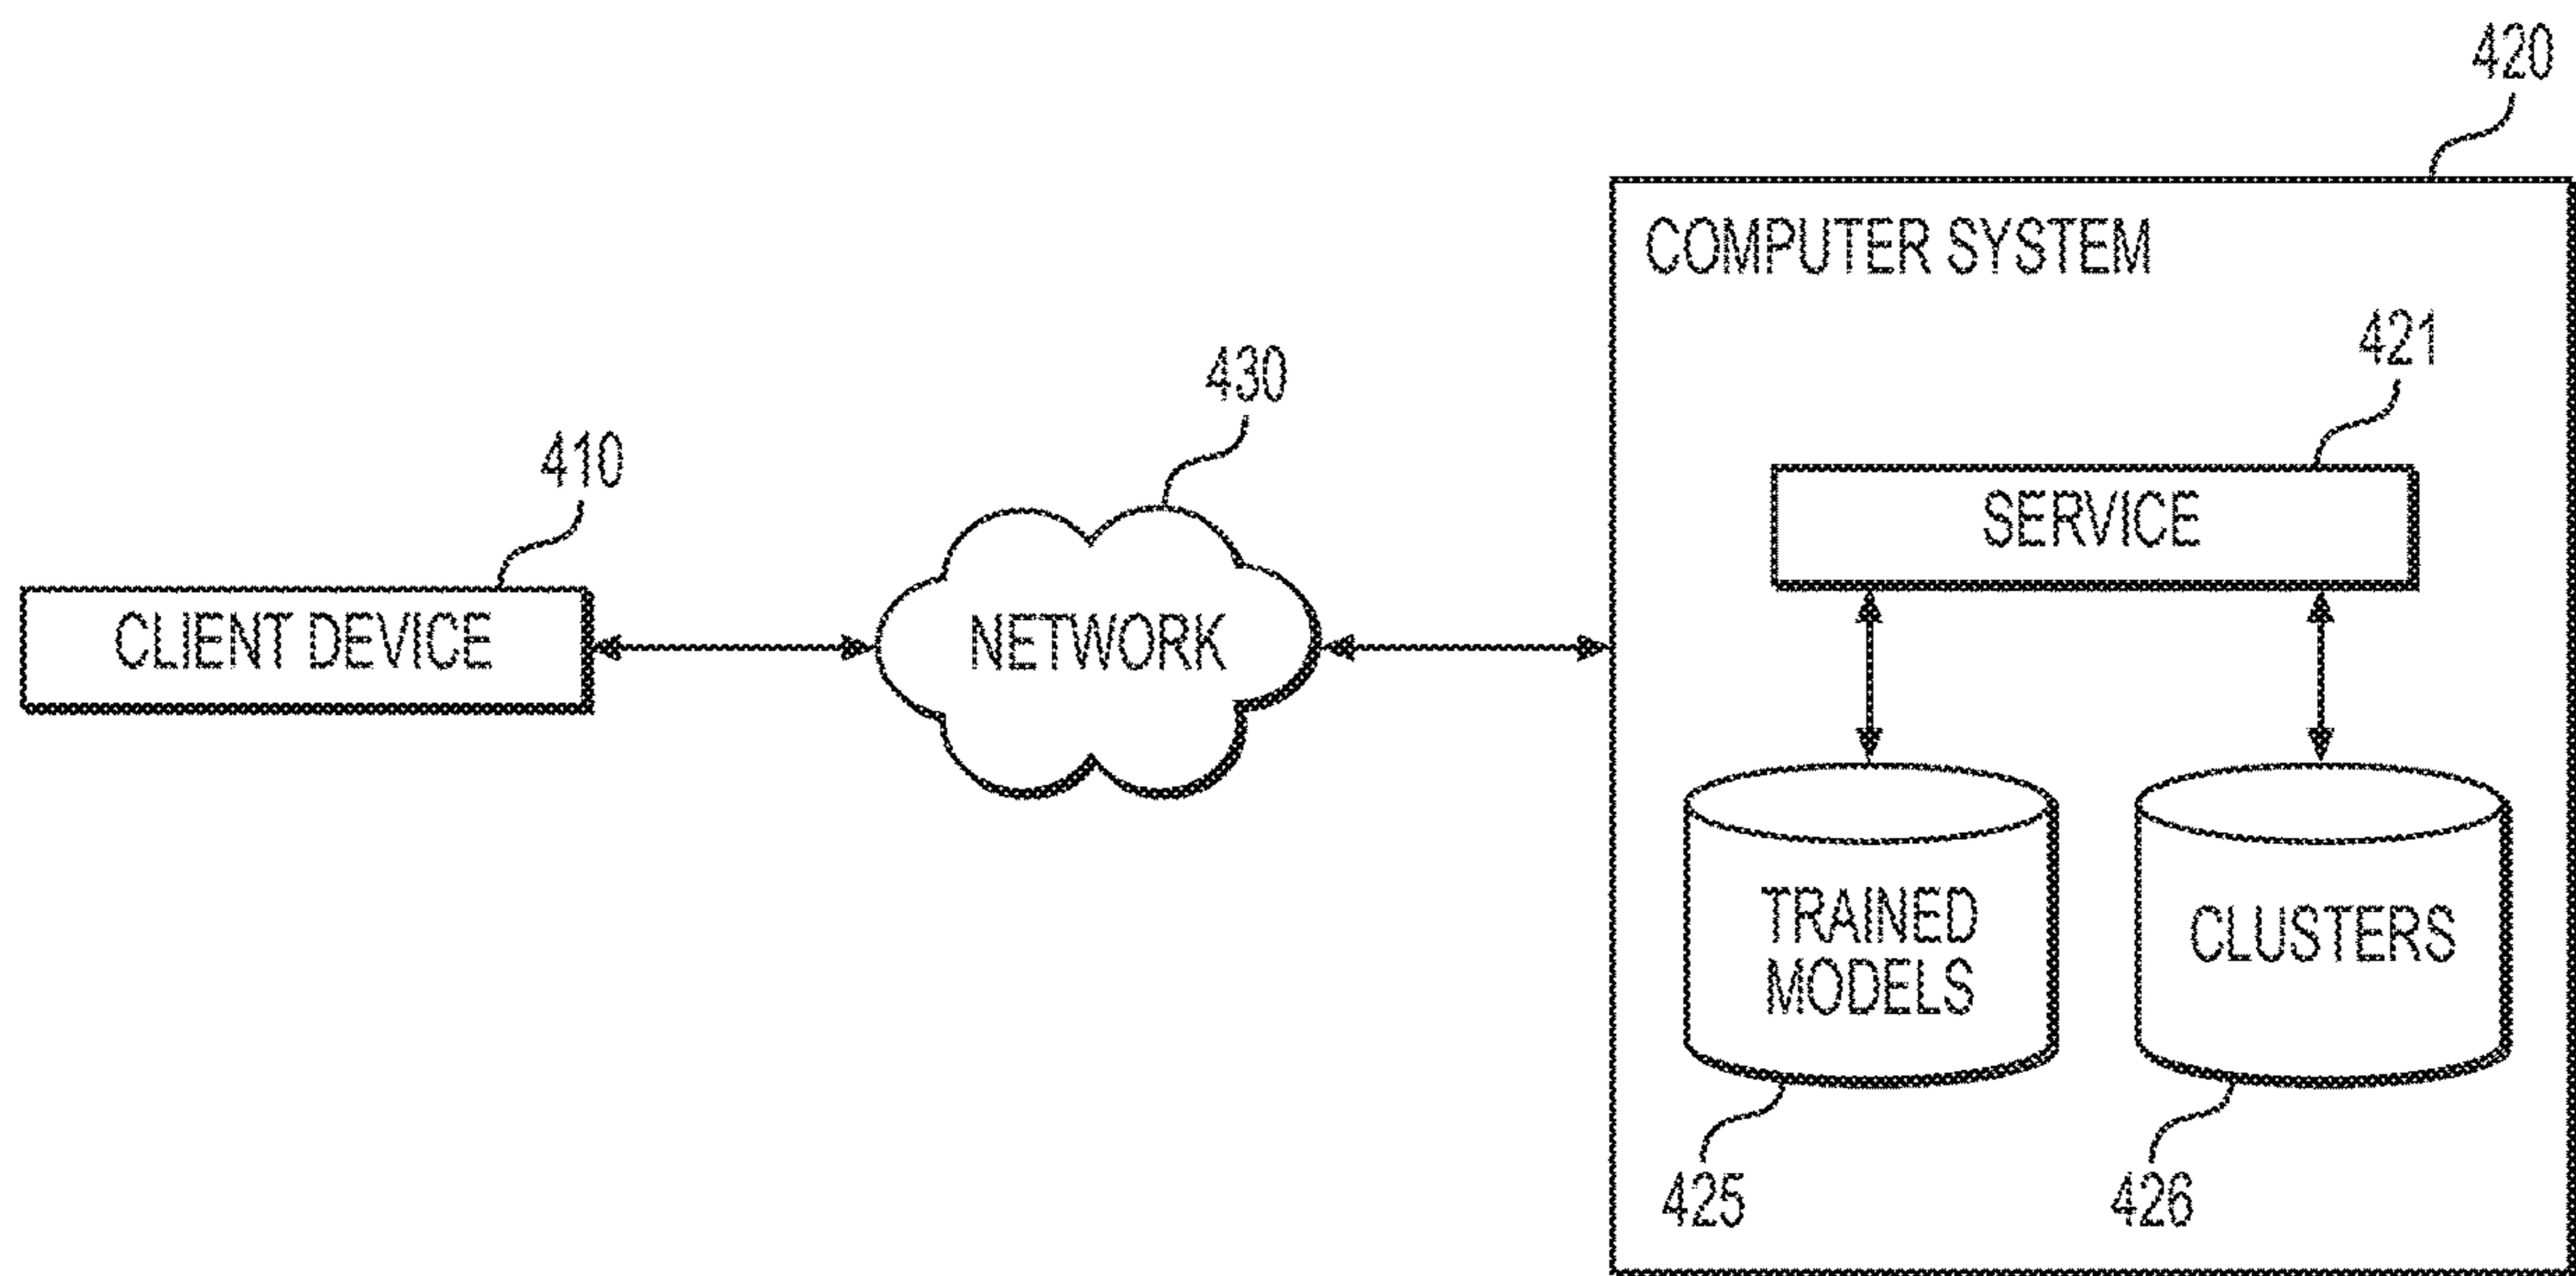 420
COMPUTER SYSTEM
421
430
410
SERVICE
CLIENT DEVICE
NETWORK
TRAINED
MODELS
CLUSTERS
425
426